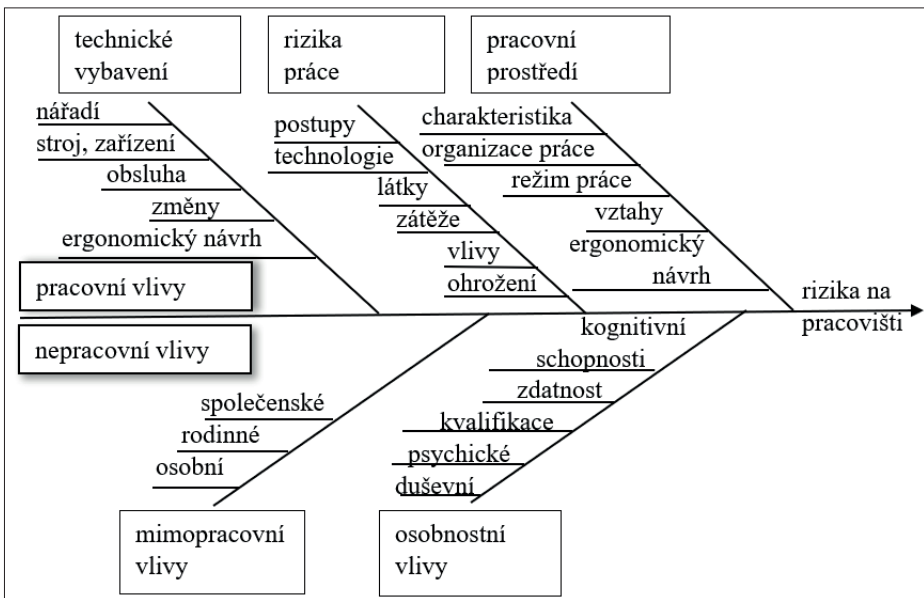 technické
vybavení
rizika
práce
pracovní
prostředí
nářadí
stroj, zařízení
obsluha
změny
ergonomický návrh
postupy
technologie
látky
zátěže
vlivy
ohrožení
charakteristika
organizace práce
režim práce
vztahy
ergonomický
návrh
pracovní vlivy
rizika na
pracovišti
nepracovní vlivy
společenské
rodinné
osobní
kognitivní
schopnosti
zdatnost
kvalifikace
psychické
duševní
mimopracovní
vlivy
osobnostní
vlivy